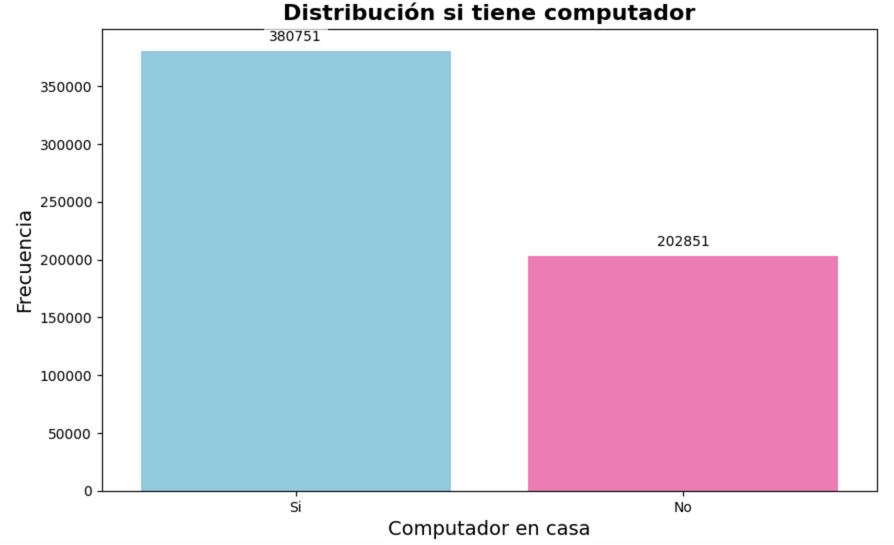 Distribución si tiene computador
380751
202851
350000
300000
250000
200000
150000
100000
50000
0
Frecuencia
Si
No
Computador en casa